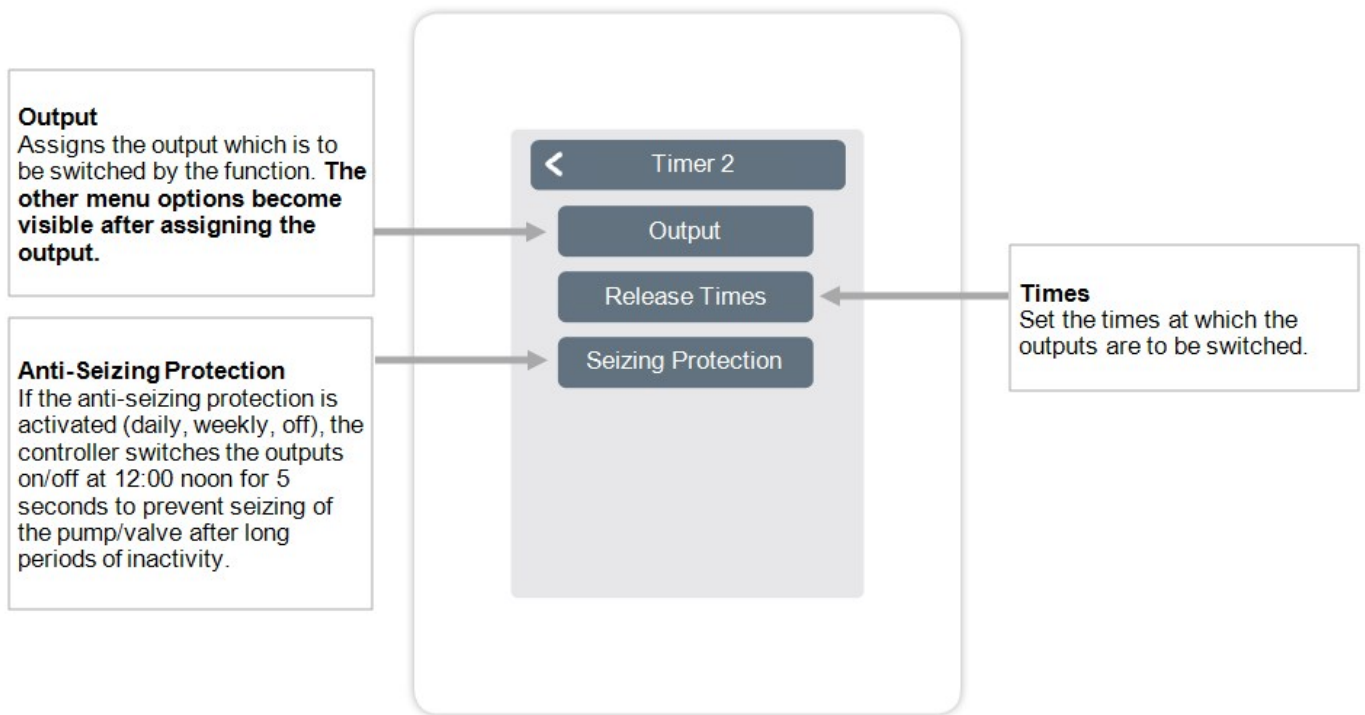 Output
Assigns the output which is to
be switched by the function. The
other menu options become
visible after assigning the
output.
Anti-Seizing Protection
If the anti-seizing protection is
activated (daily, weekly, off), the
controller switches the outputs
on/off at 12:00 noon for 5
seconds to prevent seizing of
the pump/valve after long
periods of inactivity.
< Timer 2
Output
Release Times
Seizing Protection
Times
Set the times at which the
outputs are to be switched.